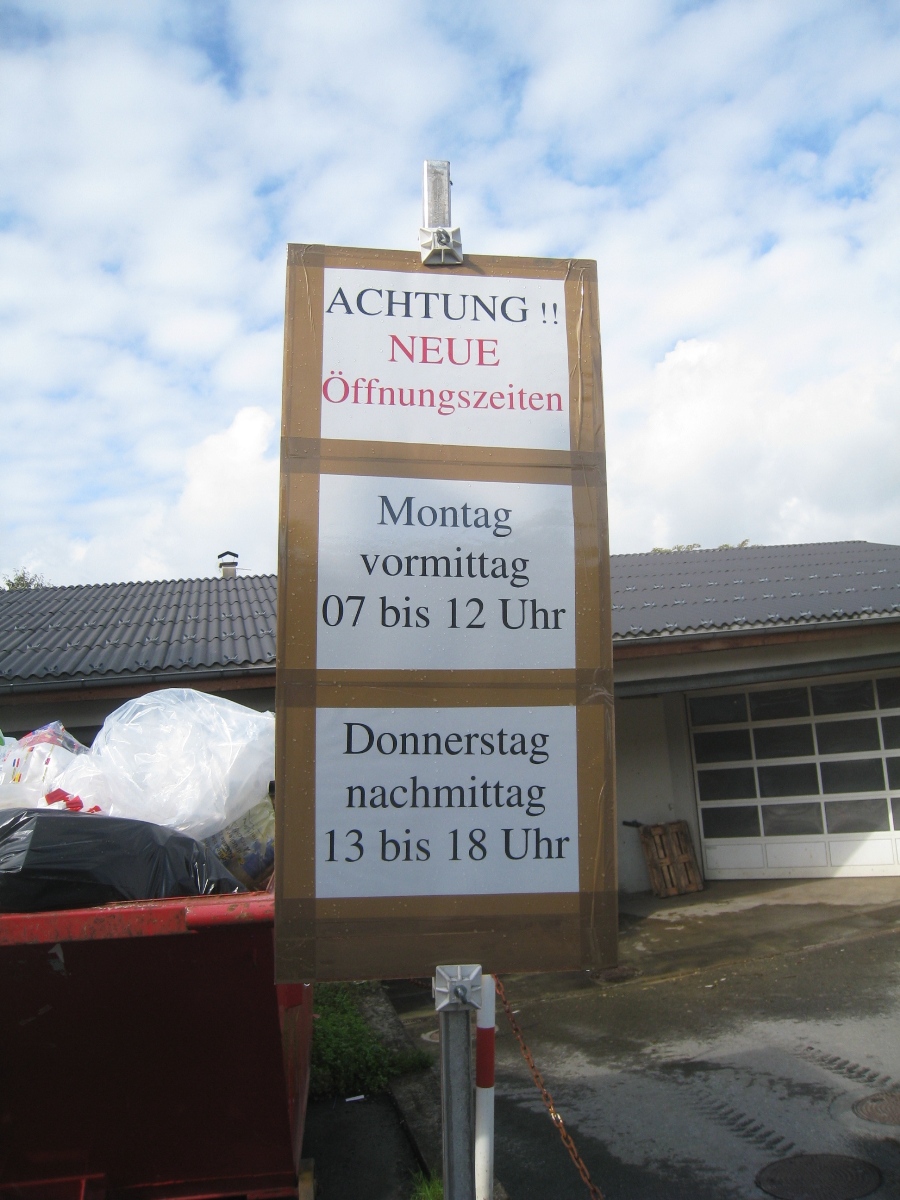 ACHTUNG !!
NEUE
Öffnungszeiten
Montag
vormittag
07 bis 12 Uhr
Donnerstag
nachmittag
13 bis 18 Uhr